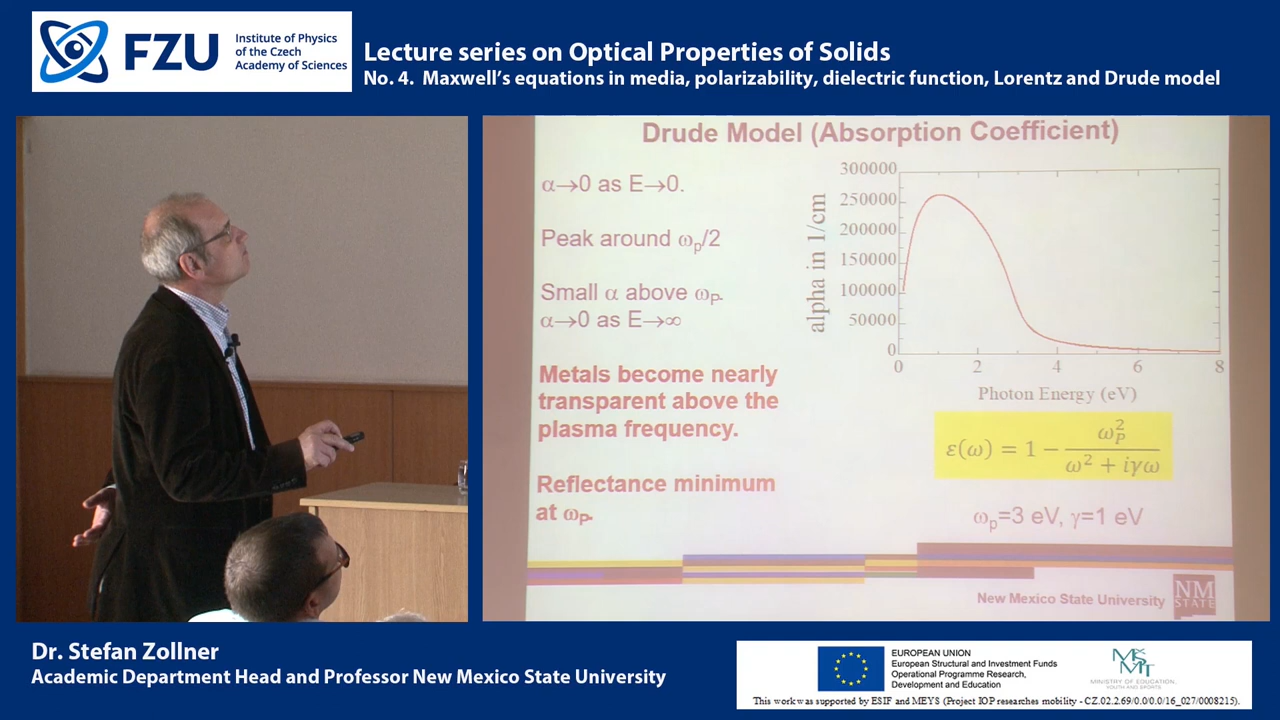 FZU
Institute of Physics
of the Czech
Academy of Sciences
Lecture series on Optical Properties of Solids
No. 4. Maxwell's equations in media, polarizability, dielectric function, Lorentz and Drude model
Drude Model (Absorption Coefficient)
α→0 as E→0.
Peak around ωp/2
Small α above ωP.
α→0 as E→∞
Metals become nearly
transparent above the
plasma frequency.
Reflectance minimum
at ωP.
alpha in 1/cm
300000
250000
200000
150000
100000
50000
0
0 2 4 6 8
Photon Energy (eV)
ε(ω) = 1 − ωP² / (ω² + iγω)
ωp=3 eV, γ=1 eV
New Mexico State University
NM
STATE
Dr. Stefan Zollner
Academic Department Head and Professor New Mexico State University
EUROPEAN UNION
European Structural and Investment Funds
Operational Programme Research,
Development and Education
MINISTRY OF EDUCATION,
YOUTH AND SPORTS
This work was supported by ESIF and MEYS (Project IOP researches mobility - CZ.02.2.69/0.0/0.0/16_027/0008215).